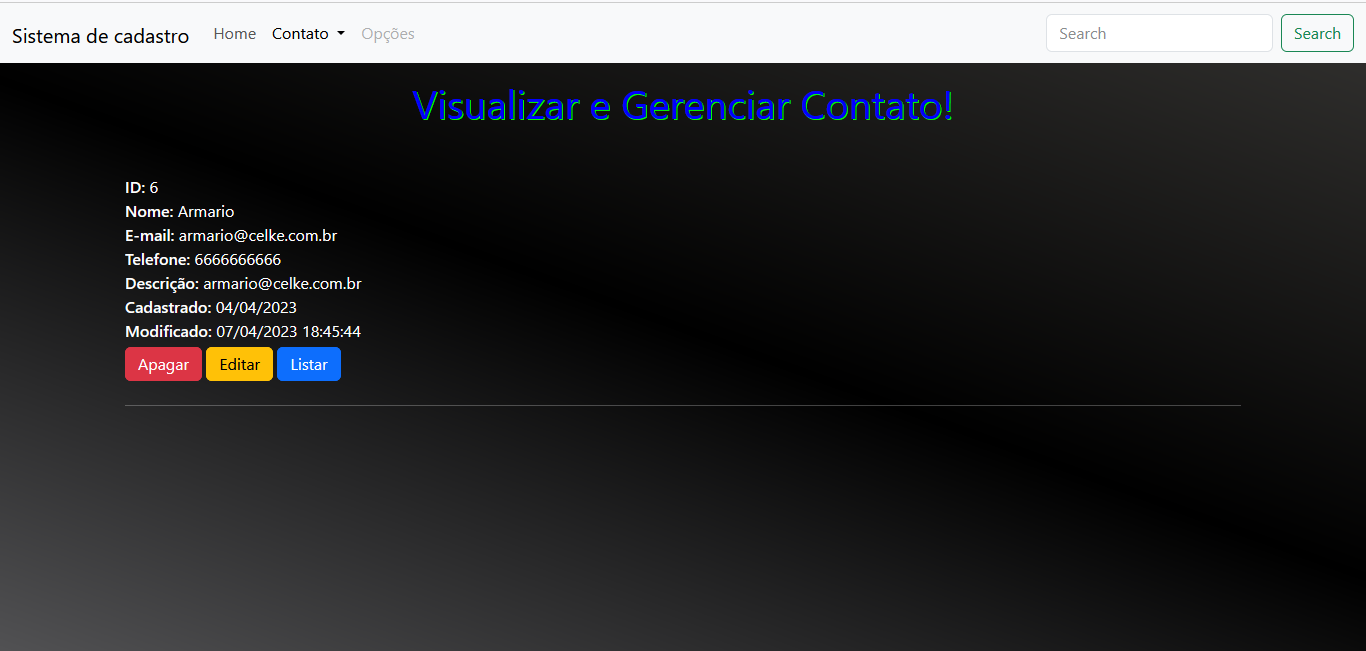 Sistema de cadastro Home Contato Opções Search Search
Visualizar e Gerenciar Contato!
ID: 6
Nome: Armario
E-mail: armario@celke.com.br
Telefone: 6666666666
Descrição: armario@celke.com.br
Cadastrado: 04/04/2023
Modificado: 07/04/2023 18:45:44
Apagar Editar Listar